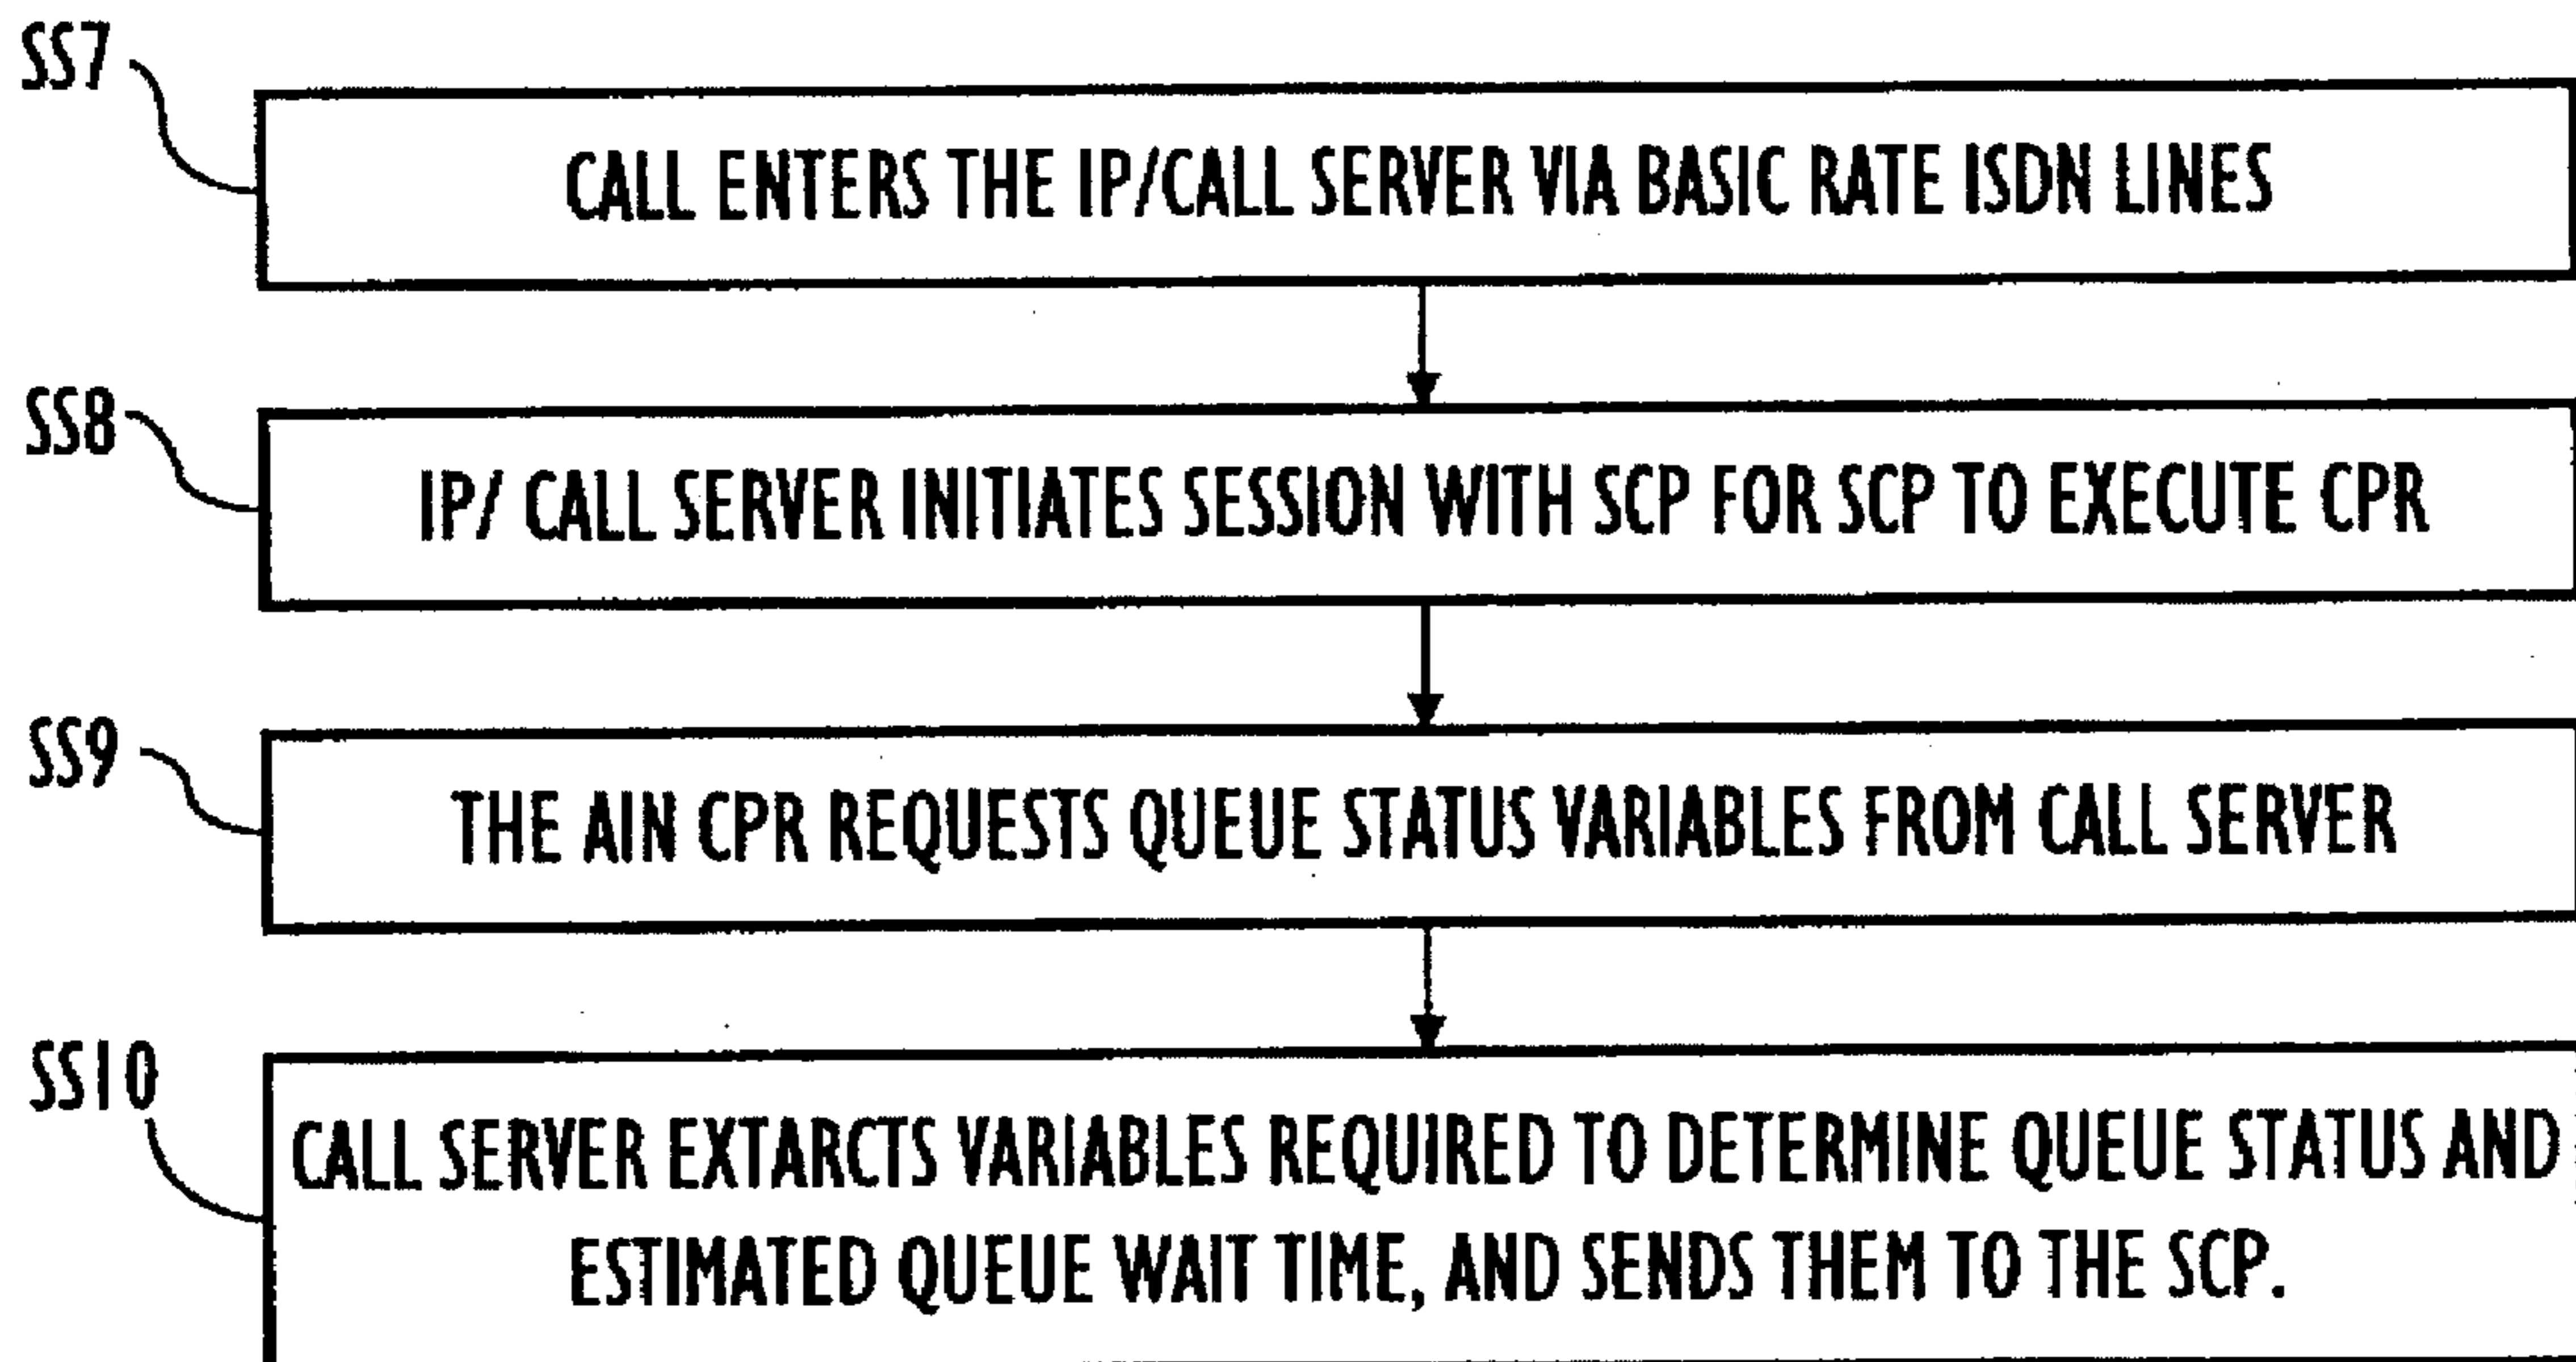 SS7
CALL ENTERS THE IP/CALL SERVER VIA BASIC RATE ISDN LINES
SS8
IP/ CALL SERVER INITIATES SESSION WITH SCP FOR SCP TO EXECUTE CPR
SS9
THE AIN CPR REQUESTS QUEUE STATUS VARIABLES FROM CALL SERVER
SS10
CALL SERVER EXTARCTS VARIABLES REQUIRED TO DETERMINE QUEUE STATUS AND
ESTIMATED QUEUE WAIT TIME, AND SENDS THEM TO THE SCP.